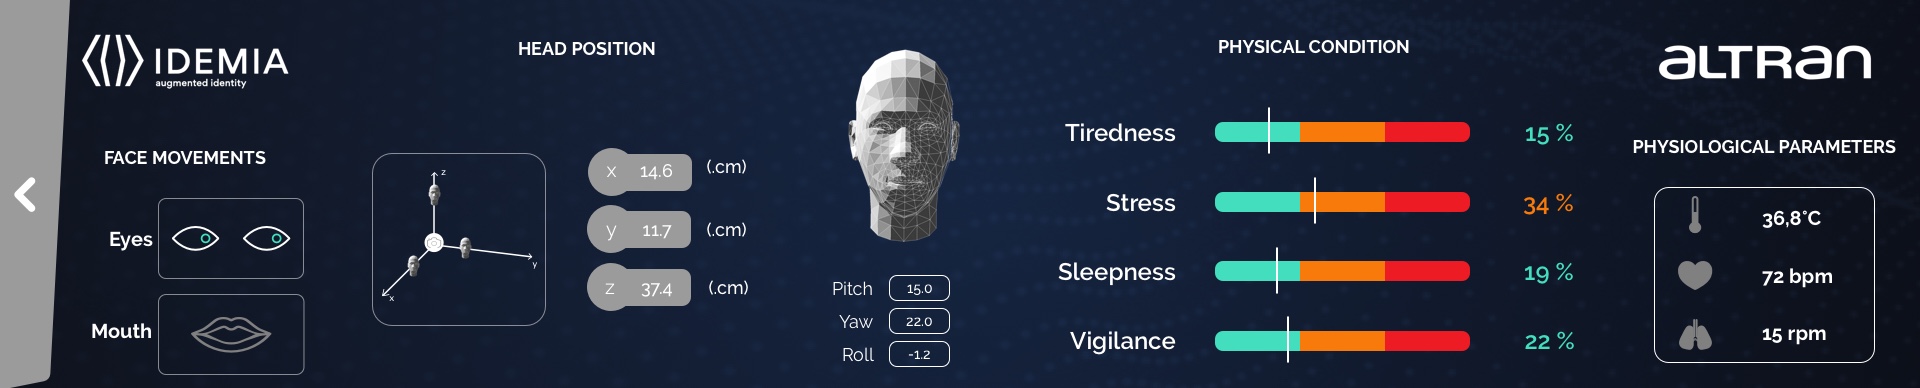 IDEMIA
augmented identity
FACE MOVEMENTS
Eyes
Mouth
HEAD POSITION
z
y
x
x 14.6 (.cm)
y 11.7 (.cm)
z 37.4 (.cm)
Pitch 15.0
Yaw 22.0
Roll -1.2
PHYSICAL CONDITION
Tiredness 15 %
Stress 34 %
Sleepness 19 %
Vigilance 22 %
ALTRAN
PHYSIOLOGICAL PARAMETERS
36,8°C
72 bpm
15 rpm